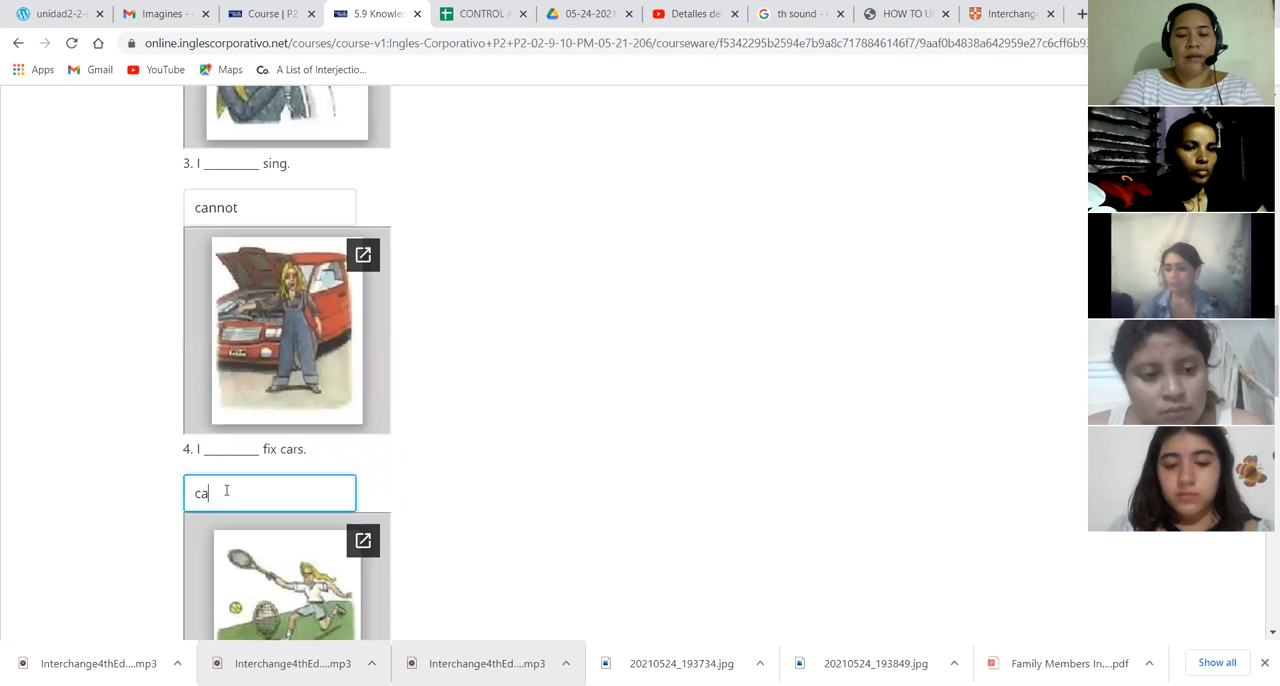 unidad2-2-
Imagines -
Course | P2
5.9 Knowle
CONTROL
05-24-2021
Detalles de
th sound -
HOW TO U
Interchang
online.inglescorporativo.net/courses/course-v1:Ingles-Corporativo+P2+P2-02-9-10-PM-05-21-206/courseware/f5342295b2594e7b9a8c7178846146f7/9aaf0b4838a642959e27c6cff6b9
Apps
Gmail
YouTube
Maps
Co. A List of Interjectio...
3. I ________ sing.
cannot
4. I ________ fix cars.
ca
Interchange4thEd....mp3
Interchange4thEd....mp3
Interchange4thEd....mp3
20210524_193734.jpg
20210524_193849.jpg
Family Members In....pdf
Show all